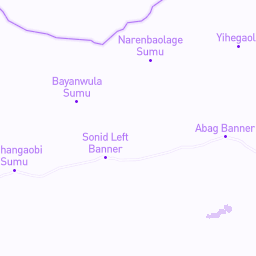 Narenbaolage
Sumu
Yihegaol
Bayanwula
Sumu
Abag Banner
Sonid Left
Banner
hangaobi
Sumu